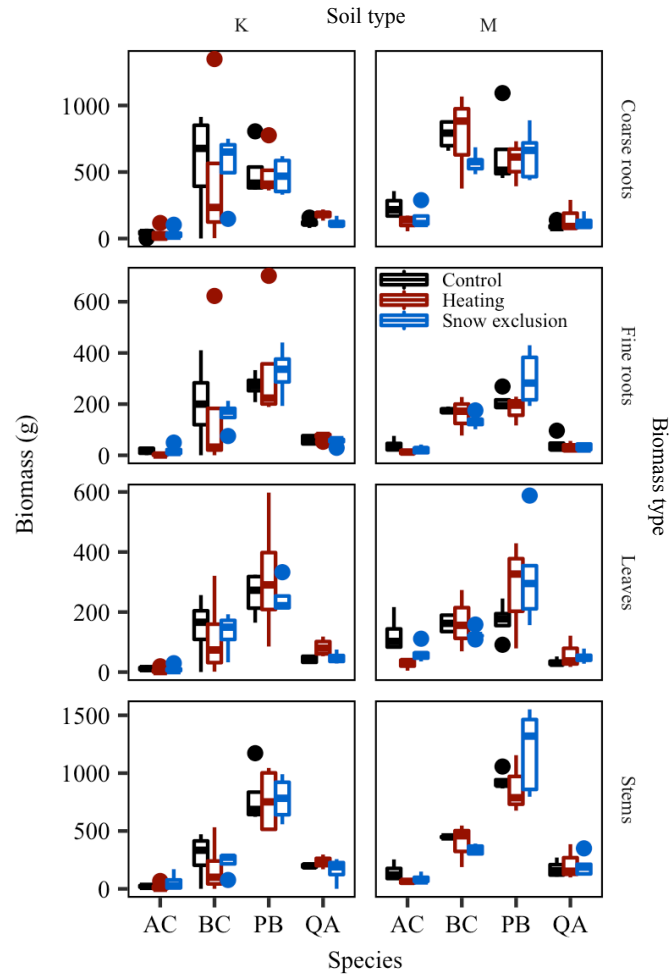 Soil type
K M
1000
500
0
Coarse roots
600
400
200
0
Control
Heating
Snow exclusion
Fine roots
Biomass (g)
Biomass type
600
400
200
0
Leaves
1500
1000
500
0
Stems
AC BC PB QA AC BC PB QA
Species